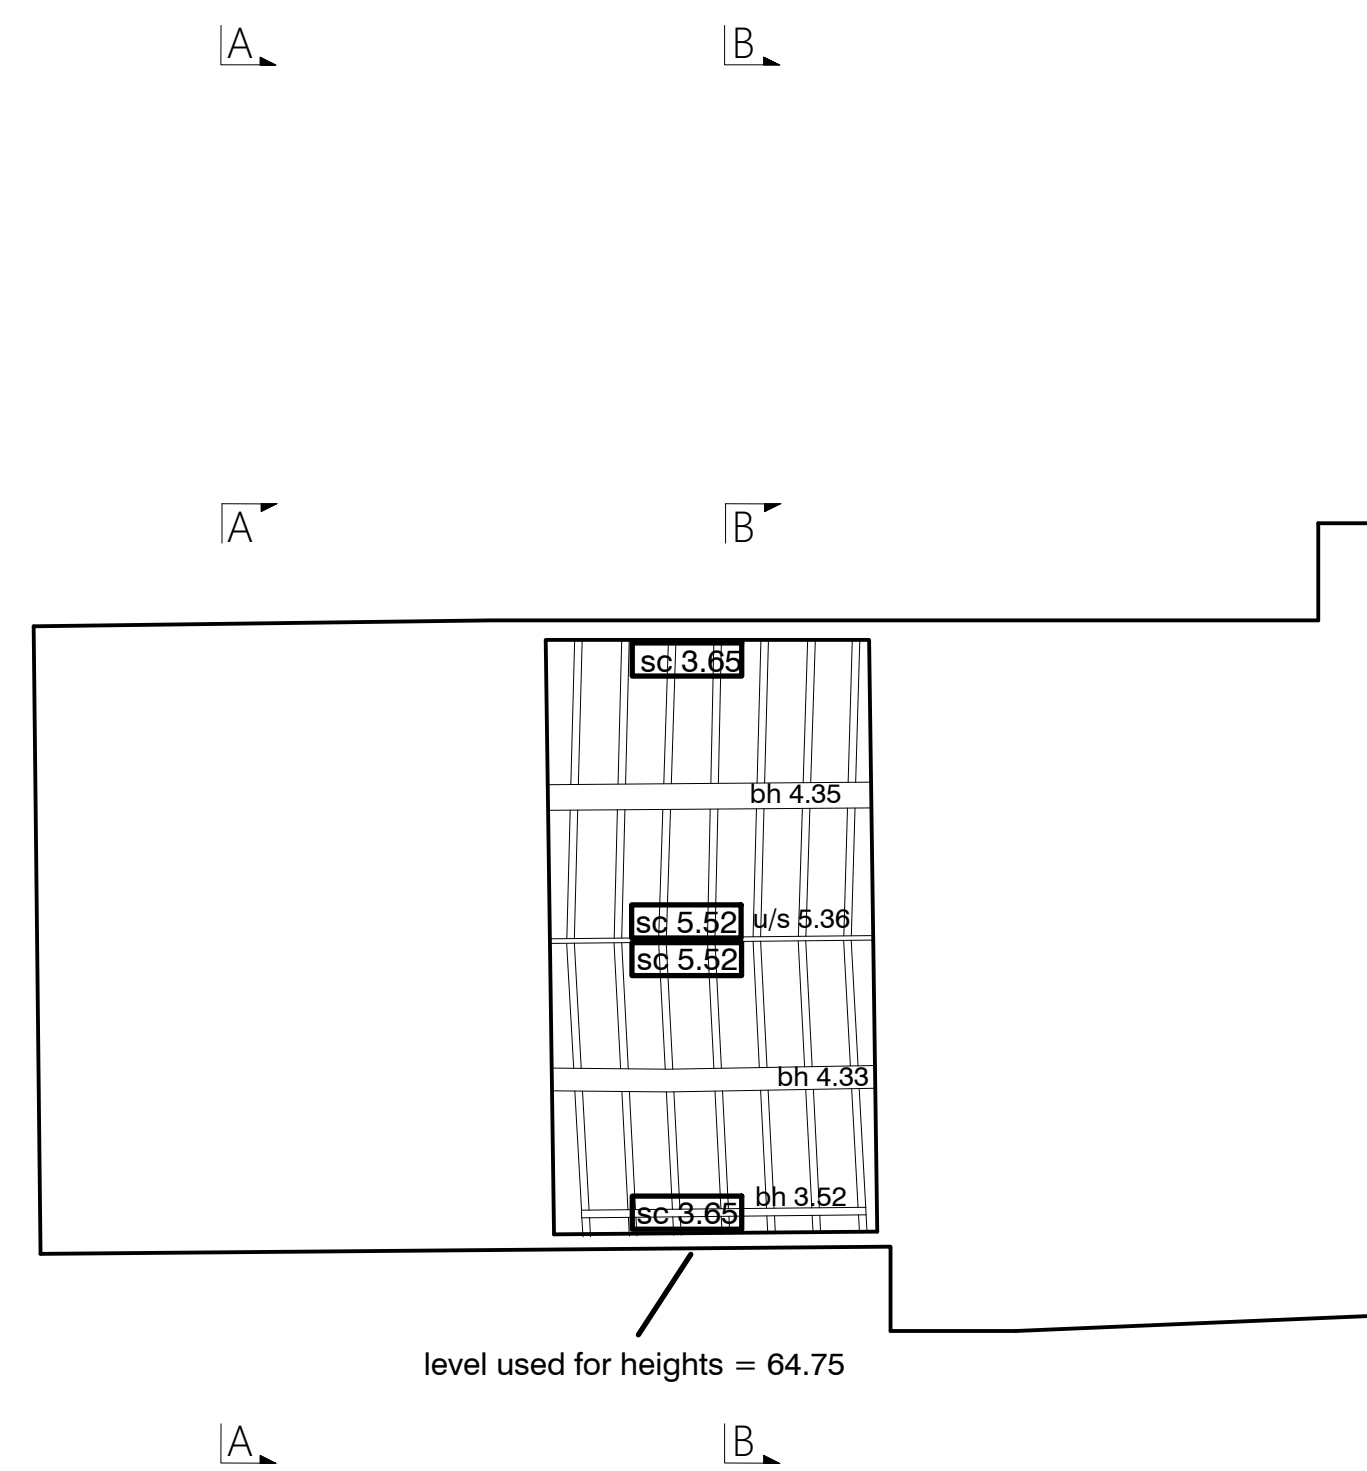 A B
A B
sc 3.65
bh 4.35
sc 5.52 u/s 5.36
sc 5.52
bh 4.33
bh 3.52
sc 3.65
level used for heights = 64.75
A B